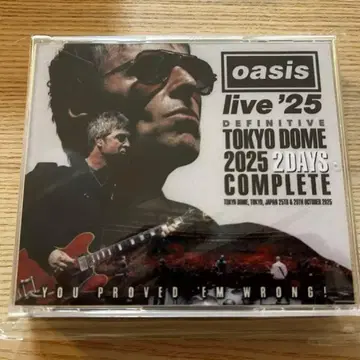 oasis
live '25
DEFINITIVE
TOKYO DOME
2025 2DAYS
COMPLETE
TOKYO DOME, TOKYO, JAPAN 25TH & 26TH OCTOBER 2025
YOU PROVED 'EM WRONG!